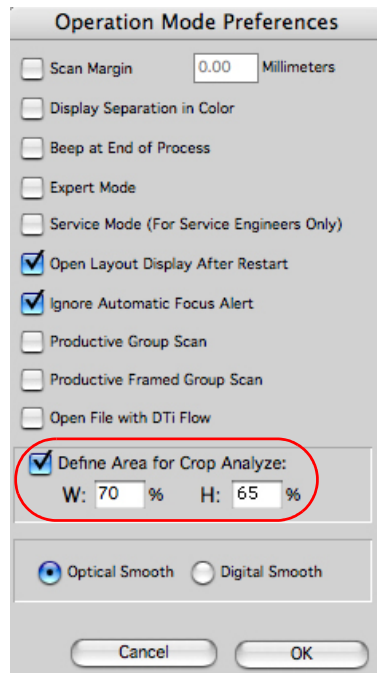 Operation Mode Preferences
Scan Margin 0.00 Millimeters
Display Separation in Color
Beep at End of Process
Expert Mode
Service Mode (For Service Engineers Only)
Open Layout Display After Restart
Ignore Automatic Focus Alert
Productive Group Scan
Productive Framed Group Scan
Open File with DTi Flow
Define Area for Crop Analyze:
W: 70 % H: 65 %
Optical Smooth Digital Smooth
Cancel OK